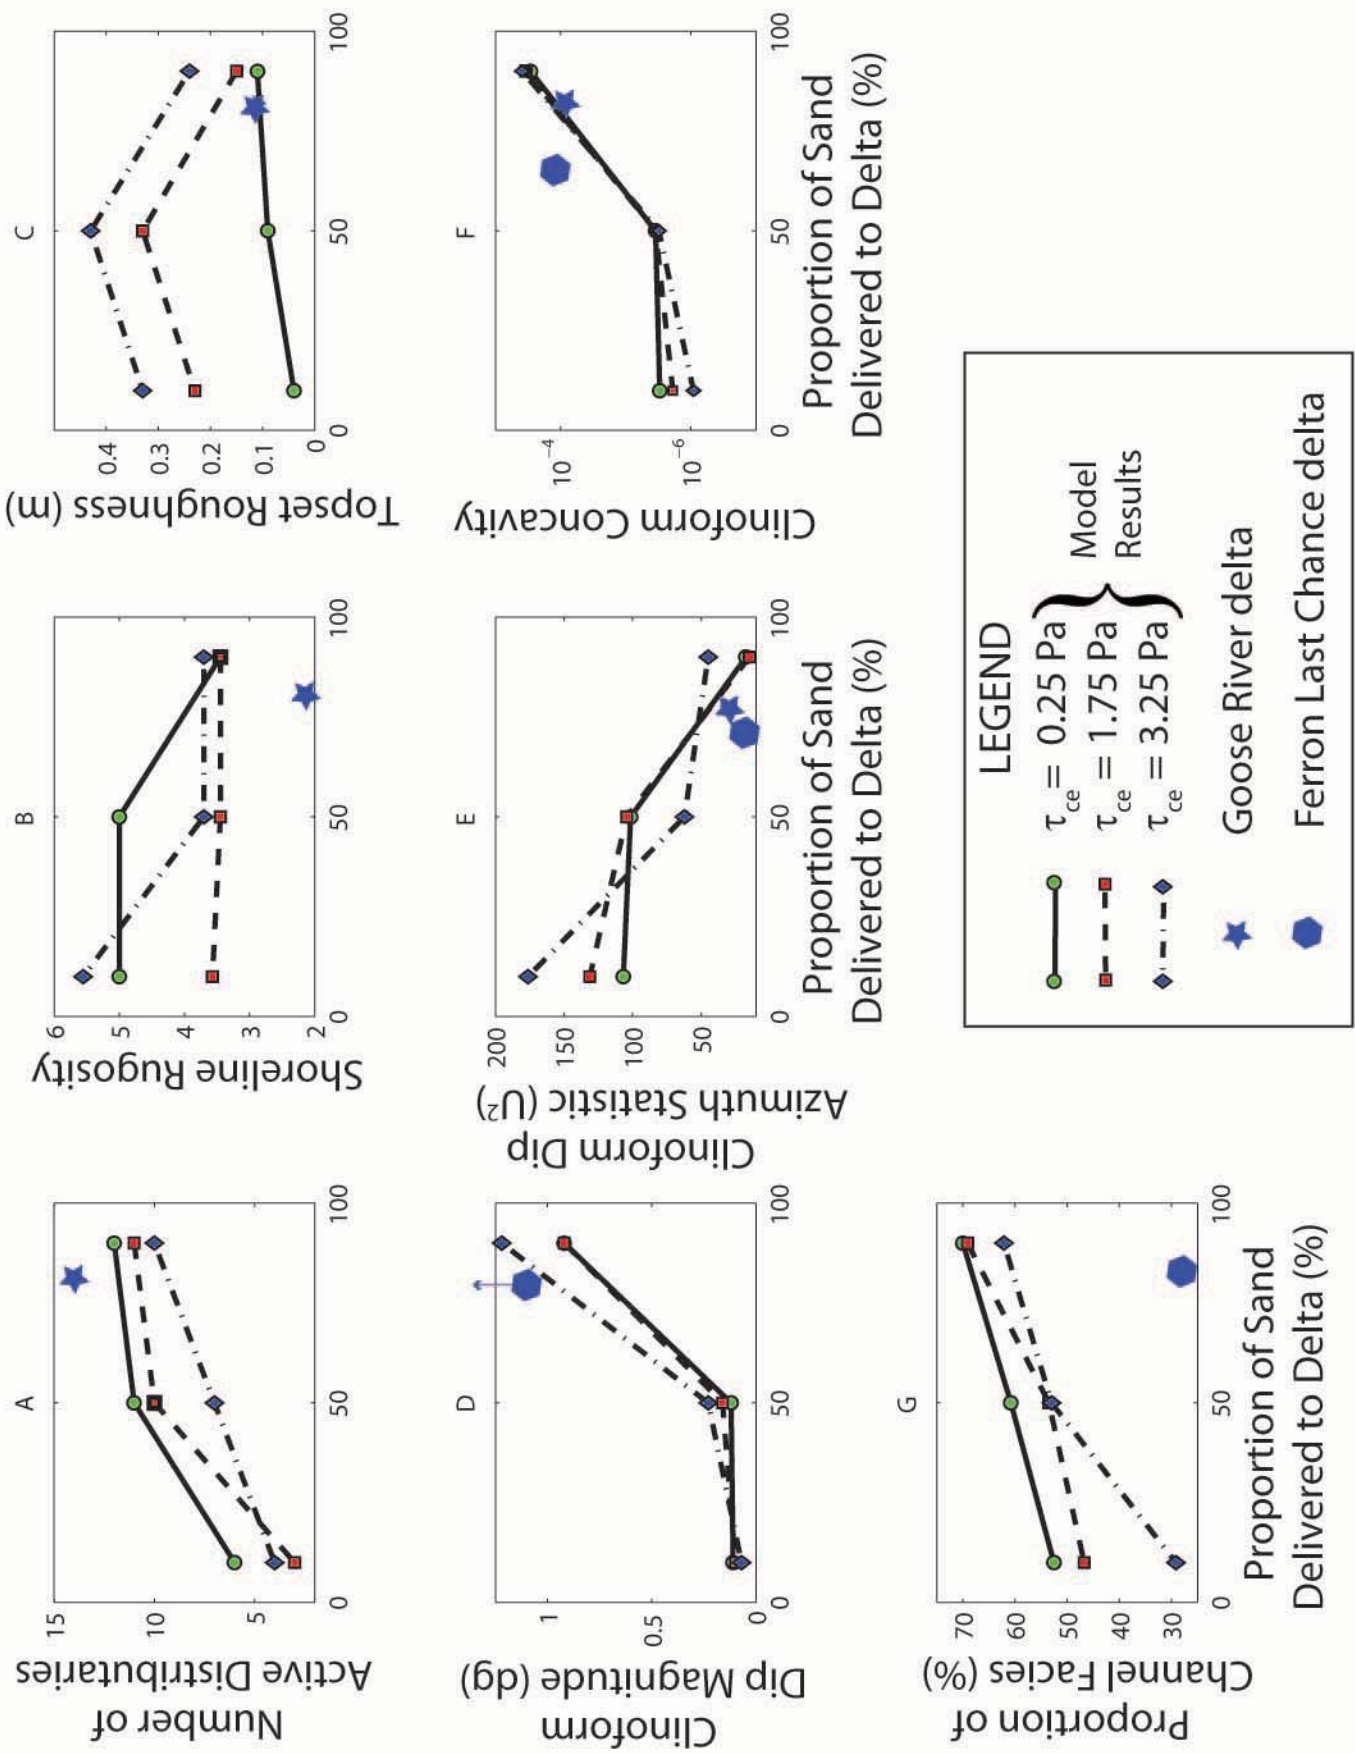 A
15
10
5
0
50
100
Number of
Active Distributaries
B
6
5
4
3
2
0
50
100
Shoreline Rugosity
C
0.4
0.3
0.2
0.1
0
0
50
100
Topset Roughness (m)
D
1
0.5
0
0
50
100
Clinoform
Dip Magnitude (dg)
E
200
150
100
50
0
50
100
Clinoform Dip
Azimuth Statistic (U²)
Proportion of Sand
Delivered to Delta (%)
F
10⁻⁴
10⁻⁶
0
50
100
Clinoform Concavity
Proportion of Sand
Delivered to Delta (%)
G
70
60
50
40
30
0
50
100
Proportion of
Channel Facies (%)
Proportion of Sand
Delivered to Delta (%)
LEGEND
τce = 0.25 Pa
τce = 1.75 Pa
τce = 3.25 Pa
Model
Results
Goose River delta
Ferron Last Chance delta